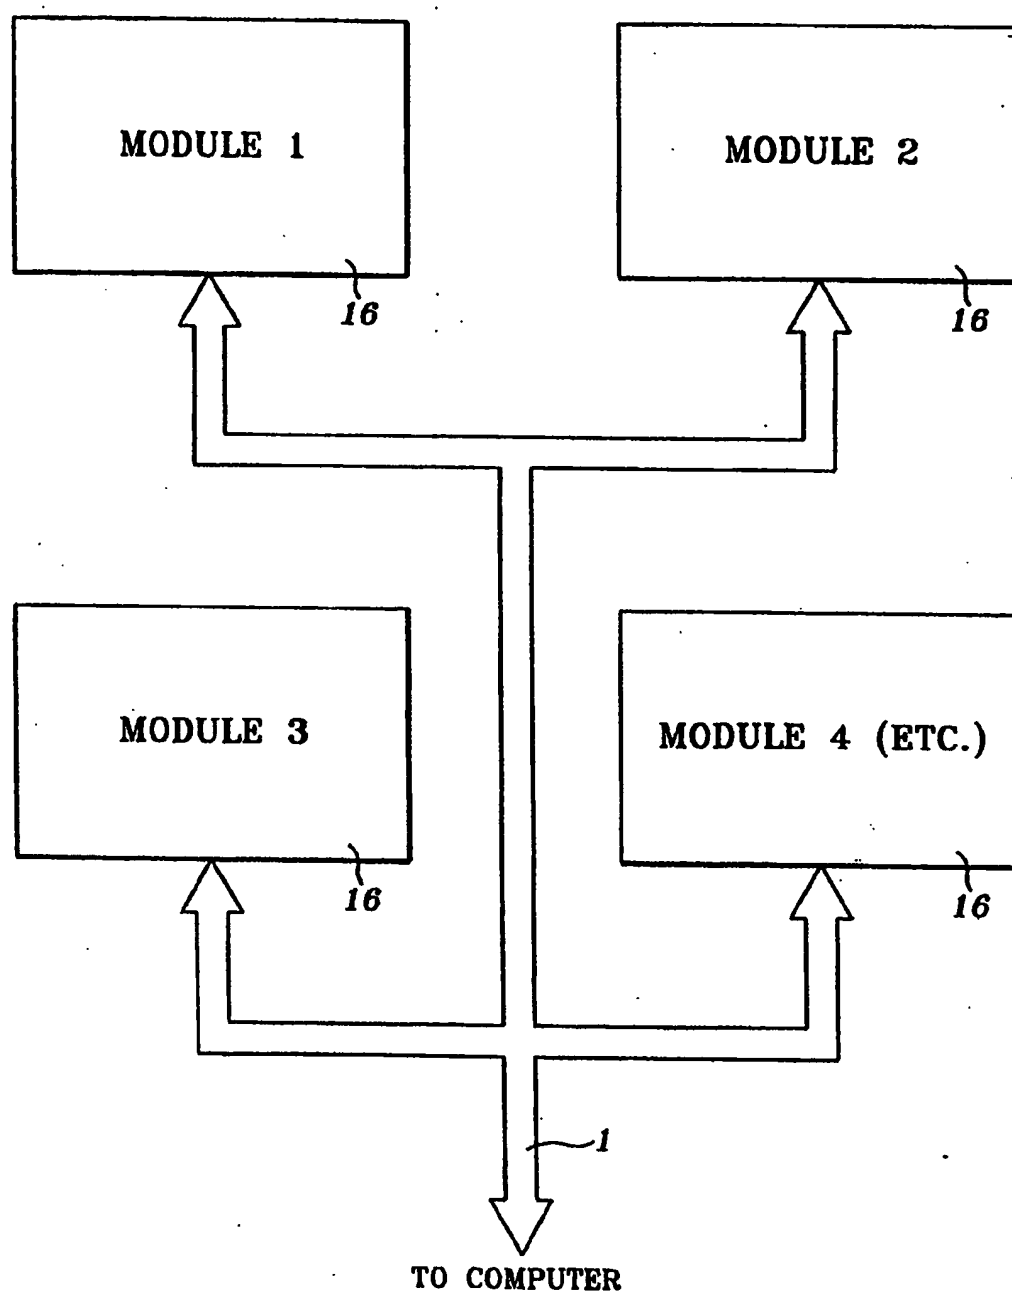 MODULE 1
MODULE 2
16
16
MODULE 3
MODULE 4 (ETC.)
16
16
1
TO COMPUTER